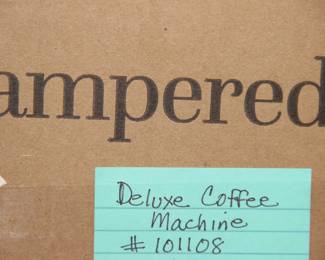 ampered
Deluxe Coffee
Machine
# 101108